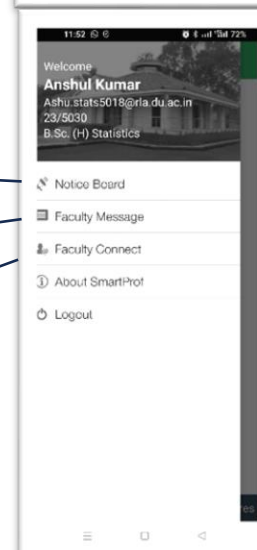 11:52
72%
Welcome
Anshul Kumar
Ashu.stats5018@rla.du.ac.in
23/5030
B.Sc. (H) Statistics
Notice Board
Faculty Message
Faculty Connect
About SmartProf
Logout
res